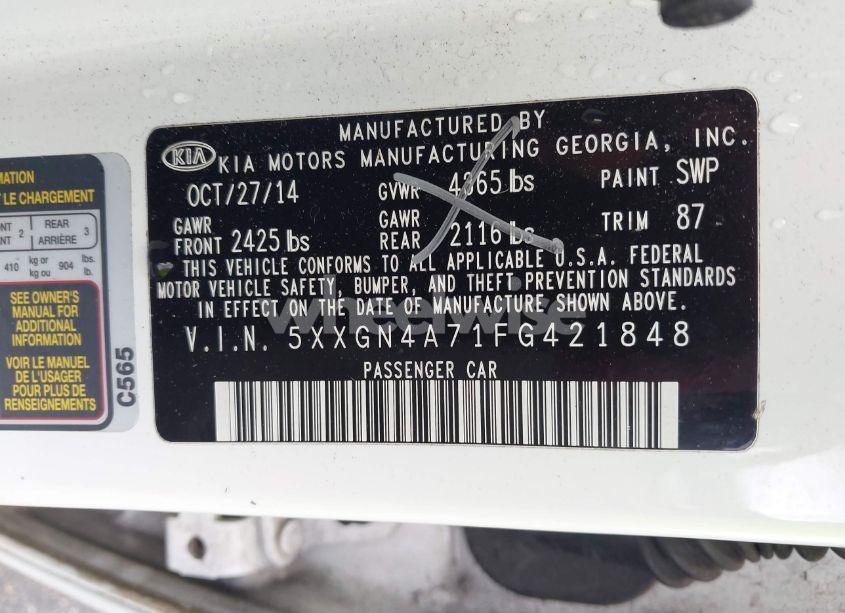 MATION
T LE CHARGEMENT
NT 2 REAR 3
ANT ARRIÈRE
410 kg or 904 lbs.
kg ou lb.
SEE OWNER'S
MANUAL FOR
ADDITIONAL
INFORMATION
VOIR LE MANUEL
DE L'USAGER
POUR PLUS DE
RENSEIGNEMENTS
C565
MANUFACTURED BY
KIA KIA MOTORS MANUFACTURING GEORGIA, INC.
OCT/27/14 GVWR 4365 lbs PAINT SWP
GAWR FRONT 2425 lbs GAWR REAR 2116 lbs TRIM 87
THIS VEHICLE CONFORMS TO ALL APPLICABLE U.S.A. FEDERAL
MOTOR VEHICLE SAFETY, BUMPER, AND THEFT PREVENTION STANDARDS
IN EFFECT ON THE DATE OF MANUFACTURE SHOWN ABOVE.
wheelwise
V.I.N. 5XXGN4A71FG421848
PASSENGER CAR